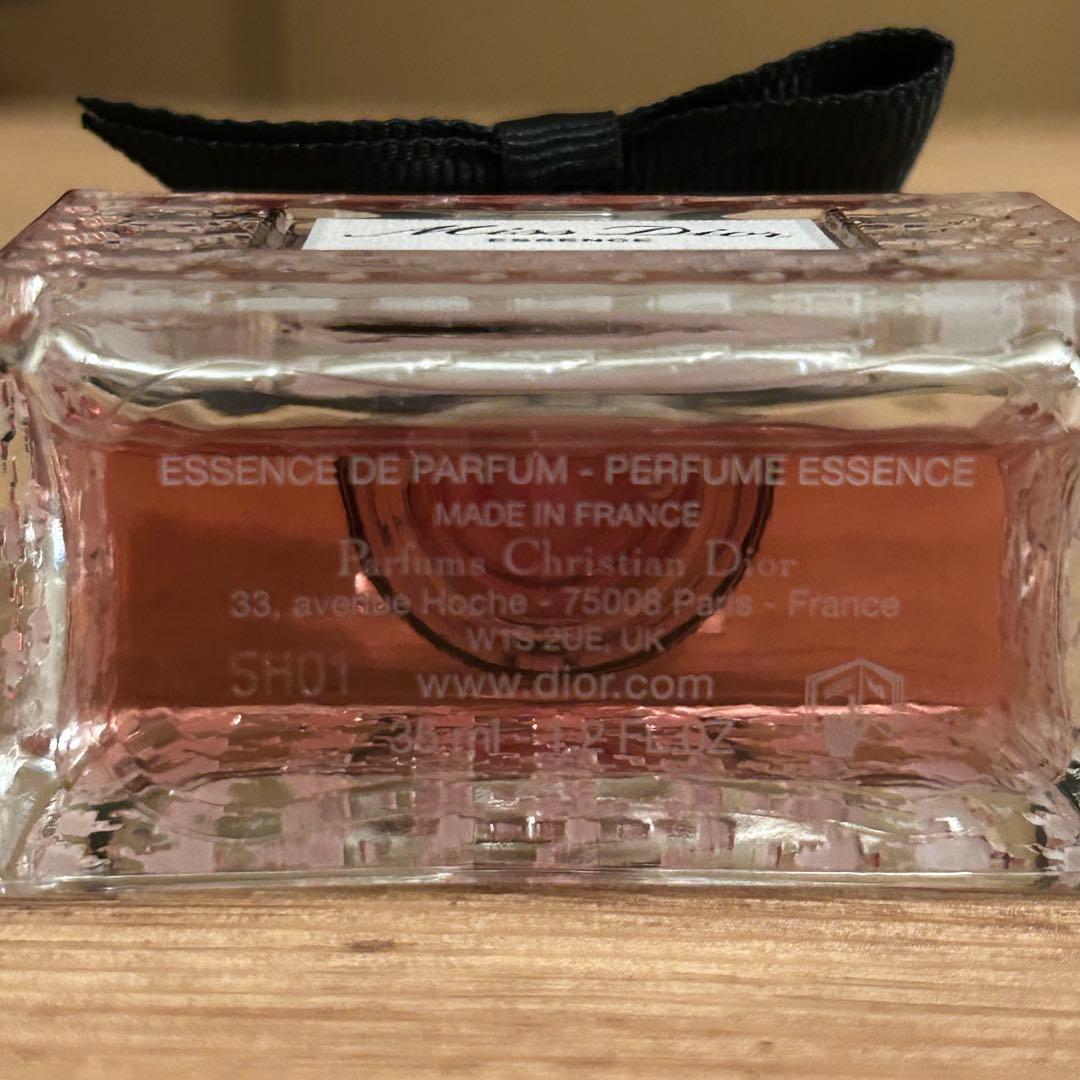 Miss Dior
ESSENCE
ESSENCE DE PARFUM - PERFUME ESSENCE
MADE IN FRANCE
Parfums Christian Dior
33, avenue Hoche - 75008 Paris - France
W1S 2UE, UK
5H01
www.dior.com
35 ml - 1.2 FL.OZ